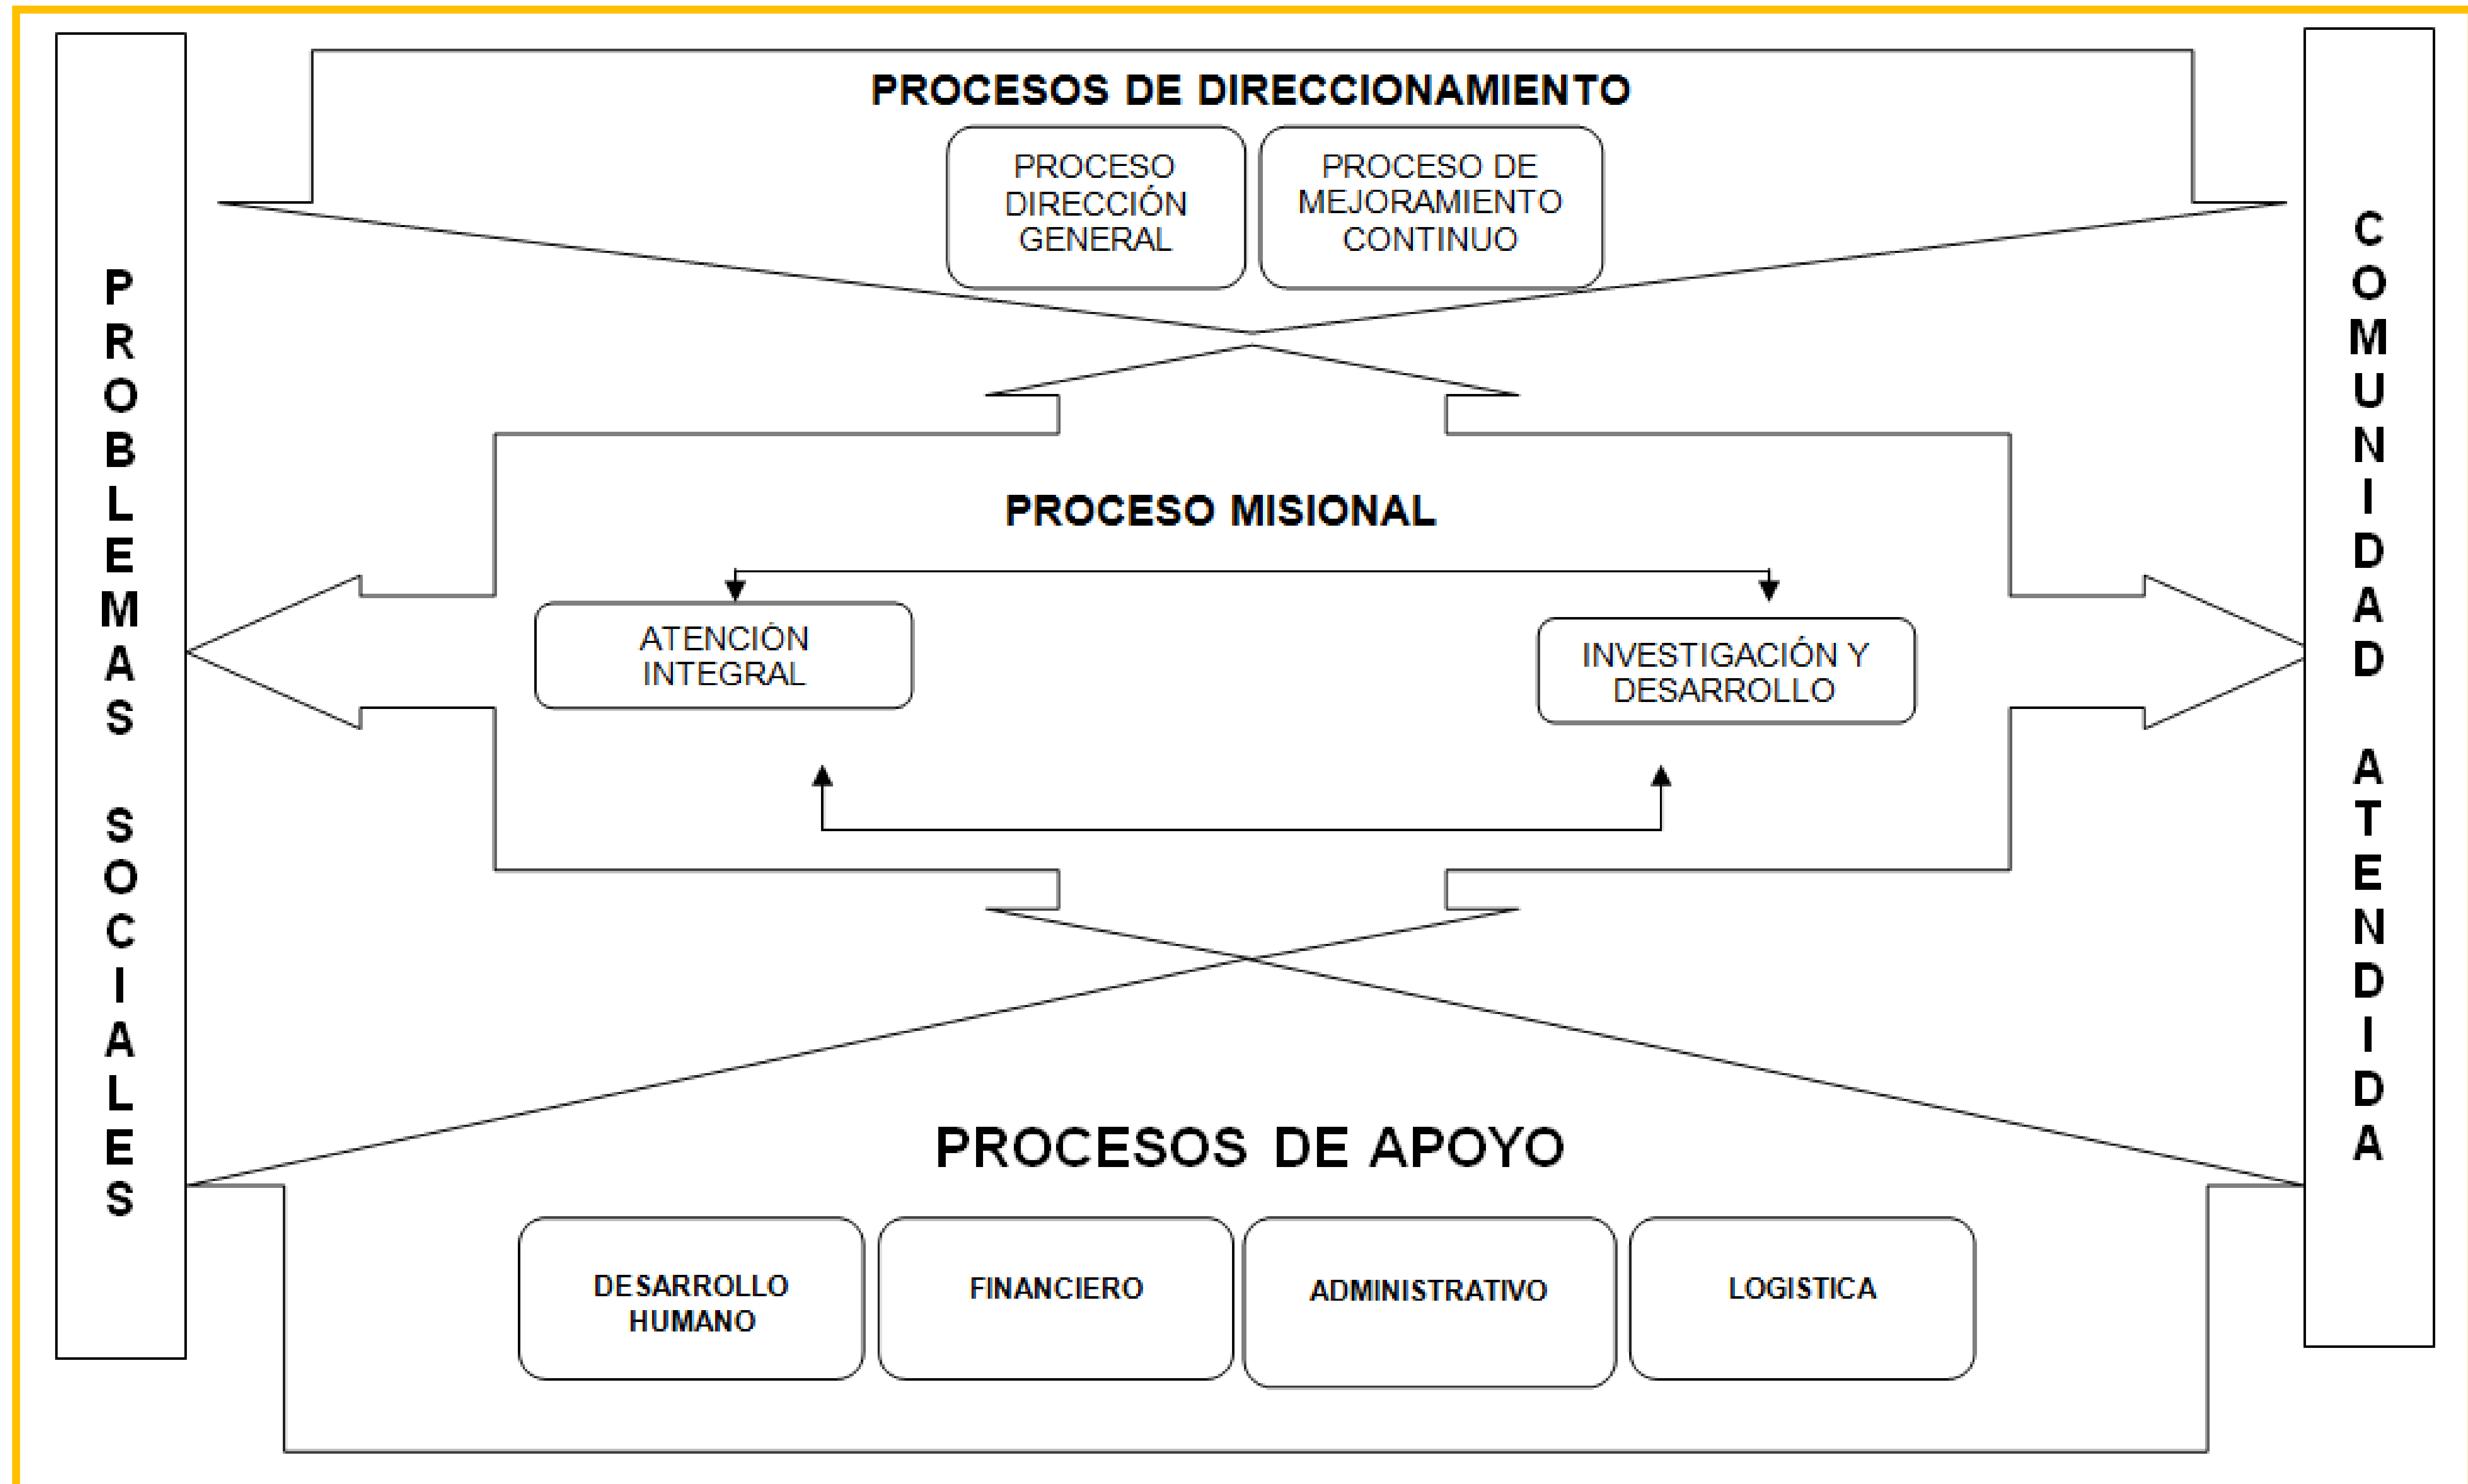 PROBLEMAS SOCIALES
PROCESOS DE DIRECCIONAMIENTO
PROCESO
DIRECCIÓN
GENERAL
PROCESO DE
MEJORAMIENTO
CONTINUO
PROCESO MISIONAL
ATENCIÓN
INTEGRAL
INVESTIGACIÓN Y
DESARROLLO
PROCESOS DE APOYO
DESARROLLO
HUMANO
FINANCIERO
ADMINISTRATIVO
LOGISTICA
COMUNIDAD ATENDIDA